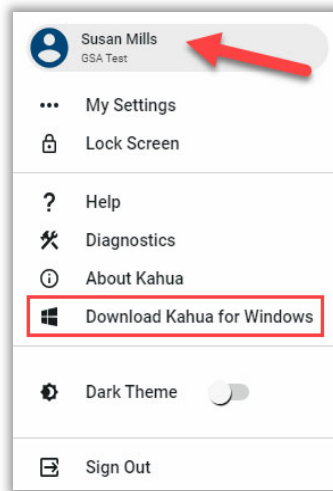 Susan Mills
GSA Test
My Settings
Lock Screen
Help
Diagnostics
About Kahua
Download Kahua for Windows
Dark Theme
Sign Out